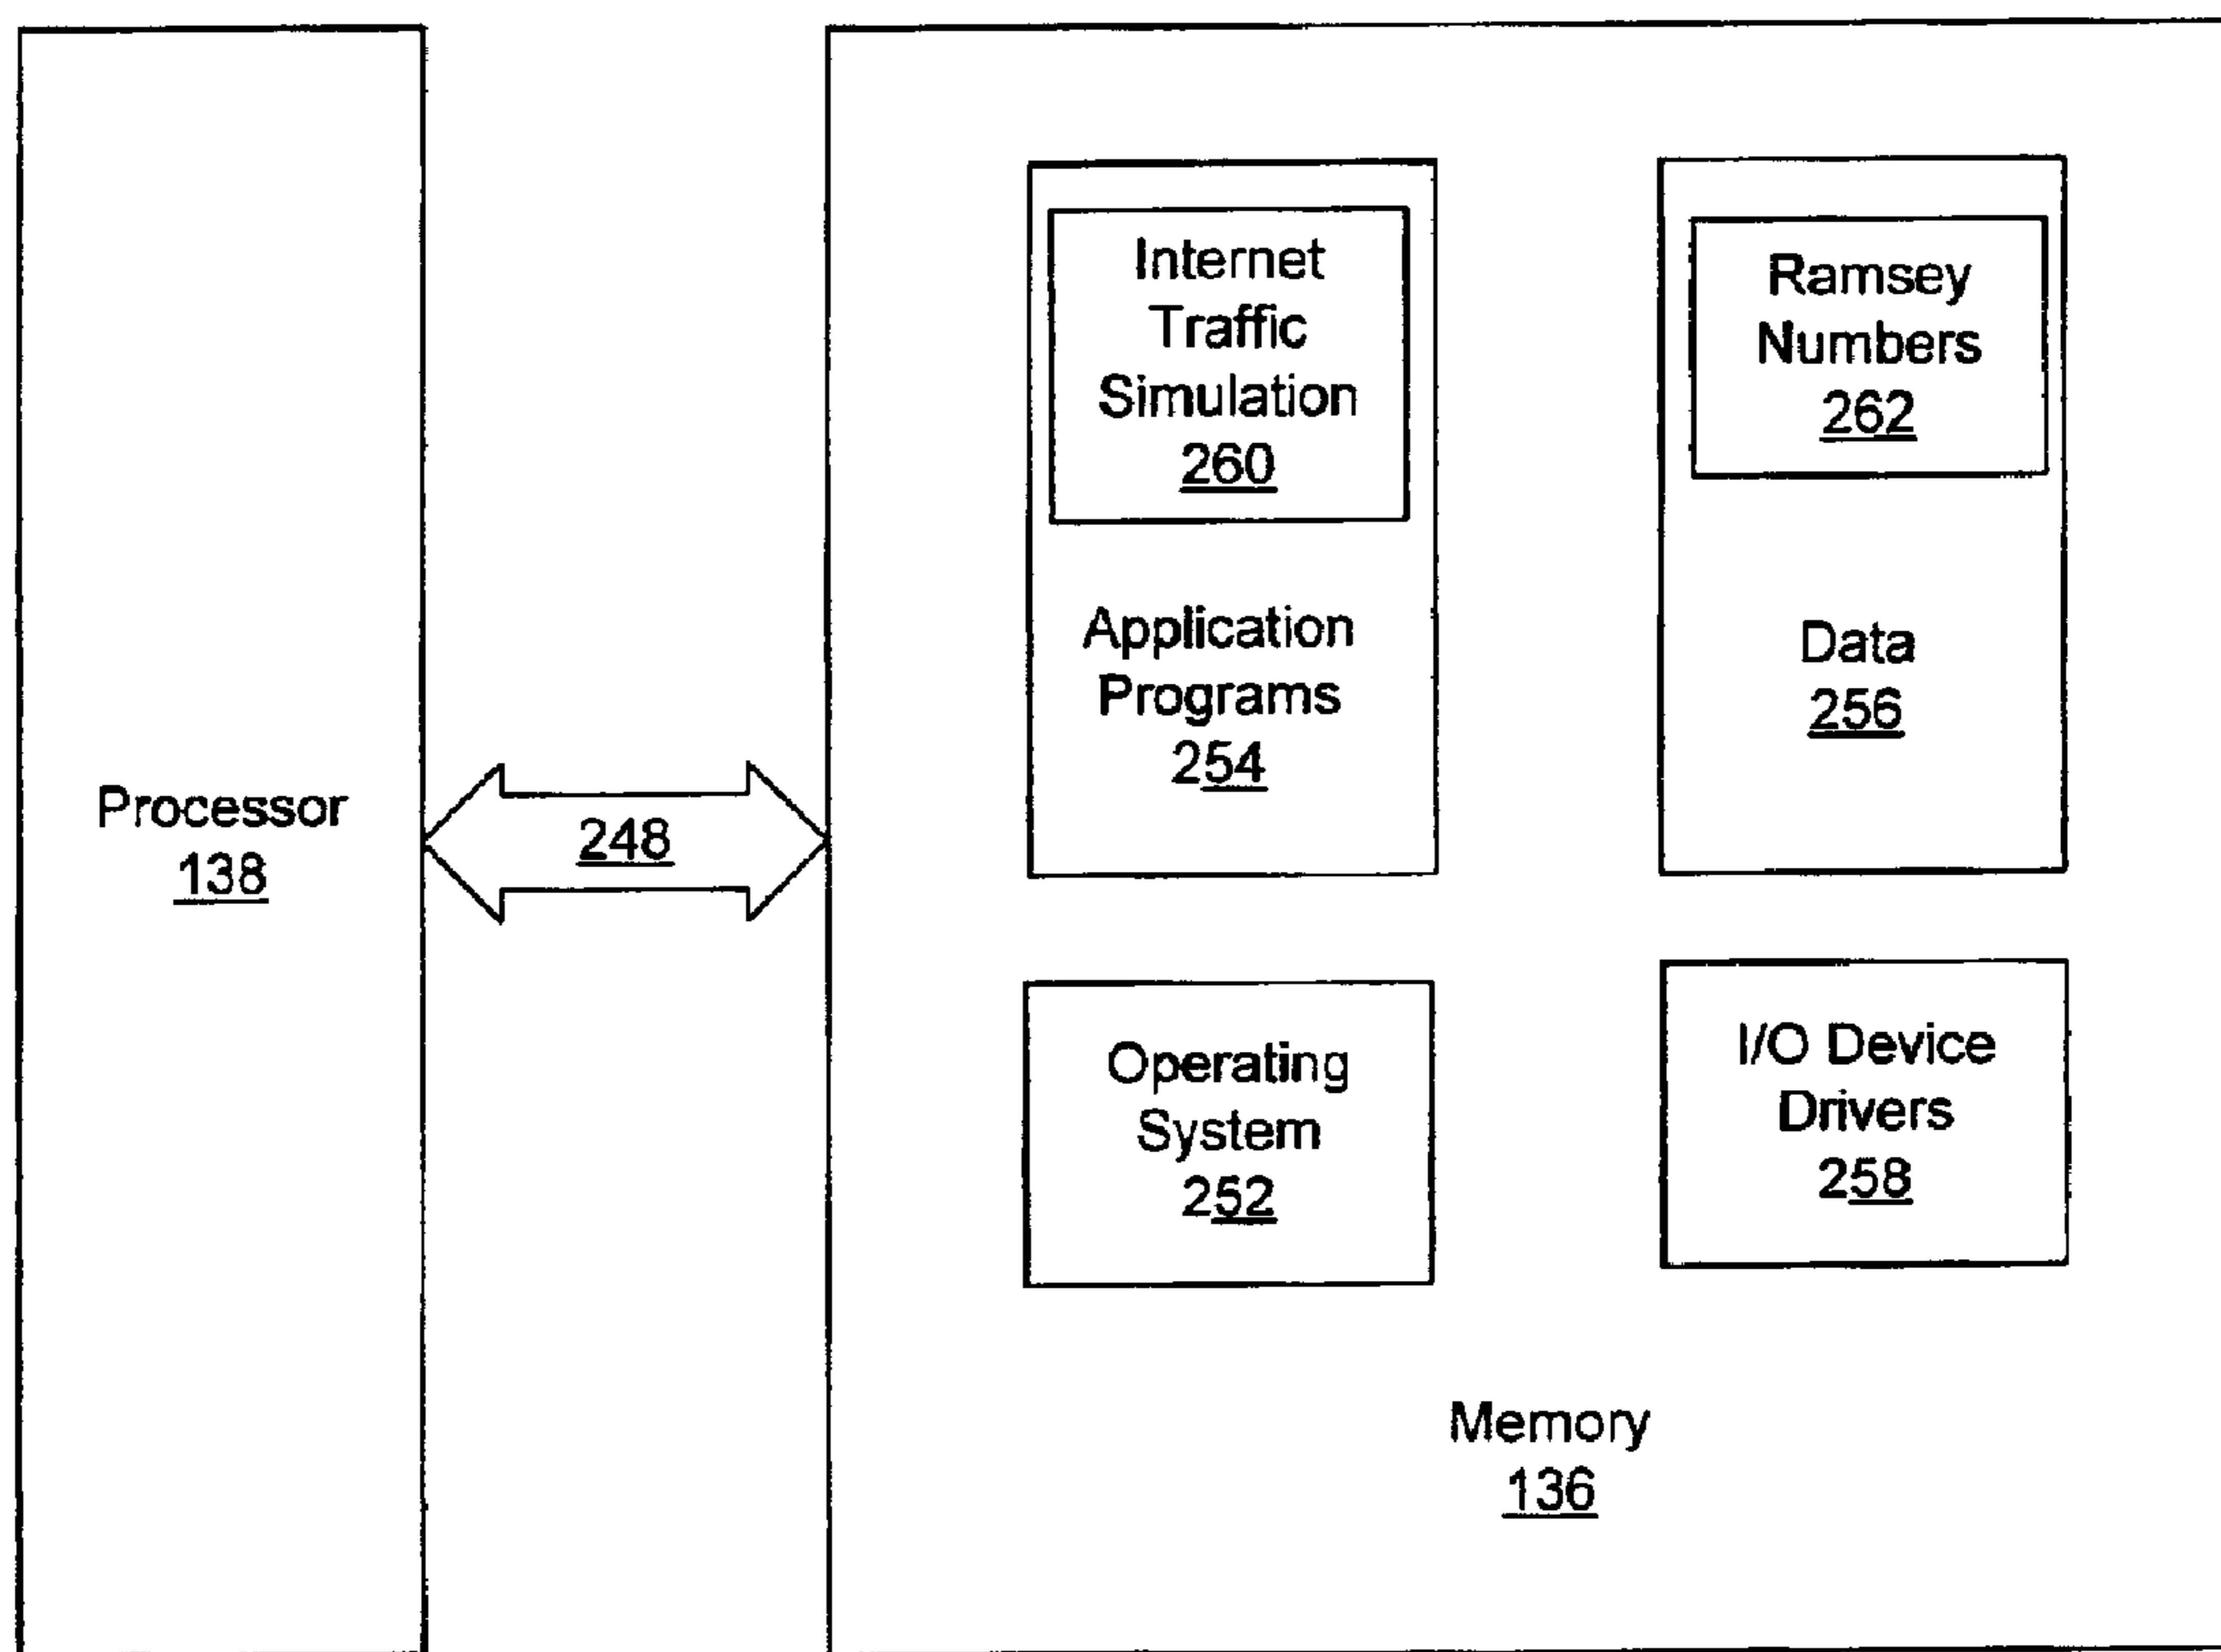 Internet
Traffic
Simulation
260
Application
Programs
254
Ramsey
Numbers
262
Data
256
Processor
138
248
Operating
System
252
I/O Device
Drivers
258
Memory
136